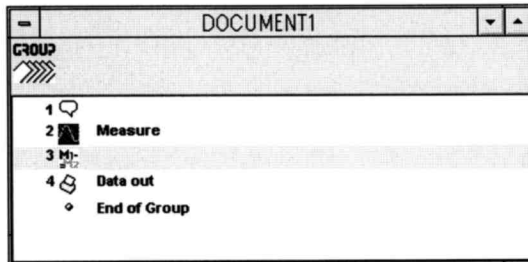 DOCUMENT1
GROUP
1
2 Measure
3
4 Data out
End of Group